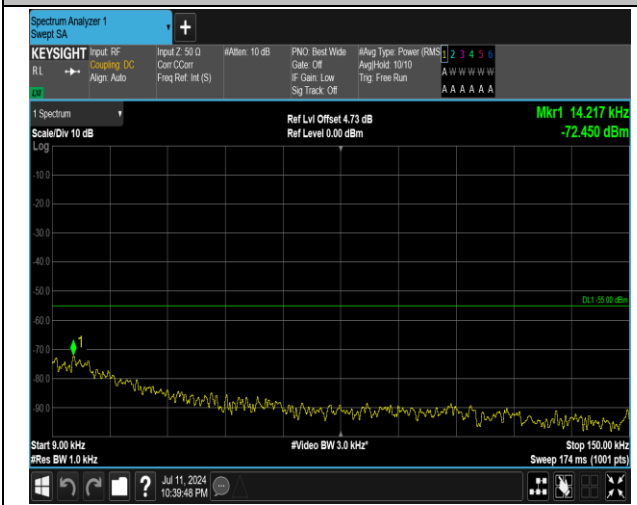 Spectrum Analyzer 1
Swept SA
+
KEYSIGHT
RL
Input: RF
Coupling: DC
Align: Auto
Input Z: 50 Ω
Corr CCorr
Freq Ref: Int (S)
#Atten: 10 dB
PNO: Best Wide
Gate: Off
IF Gain: Low
Sig Track: Off
#Avg Type: Power (RMS
Avg|Hold: 10/10
Trig: Free Run
1 2 3 4 5 6
A W W W W W
A A A A A A
LXI
1 Spectrum
Scale/Div 10 dB
Ref Lvl Offset 4.73 dB
Ref Level 0.00 dBm
Mkr1 14.217 kHz
-72.450 dBm
Log
-10.0
-20.0
-30.0
-40.0
-50.0
DL1 -55.00 dBm
-60.0
1
-70.0
-80.0
-90.0
Start 9.00 kHz
#Video BW 3.0 kHz*
Stop 150.00 kHz
#Res BW 1.0 kHz
Sweep 174 ms (1001 pts)
?
Jul 11, 2024
10:39:48 PM